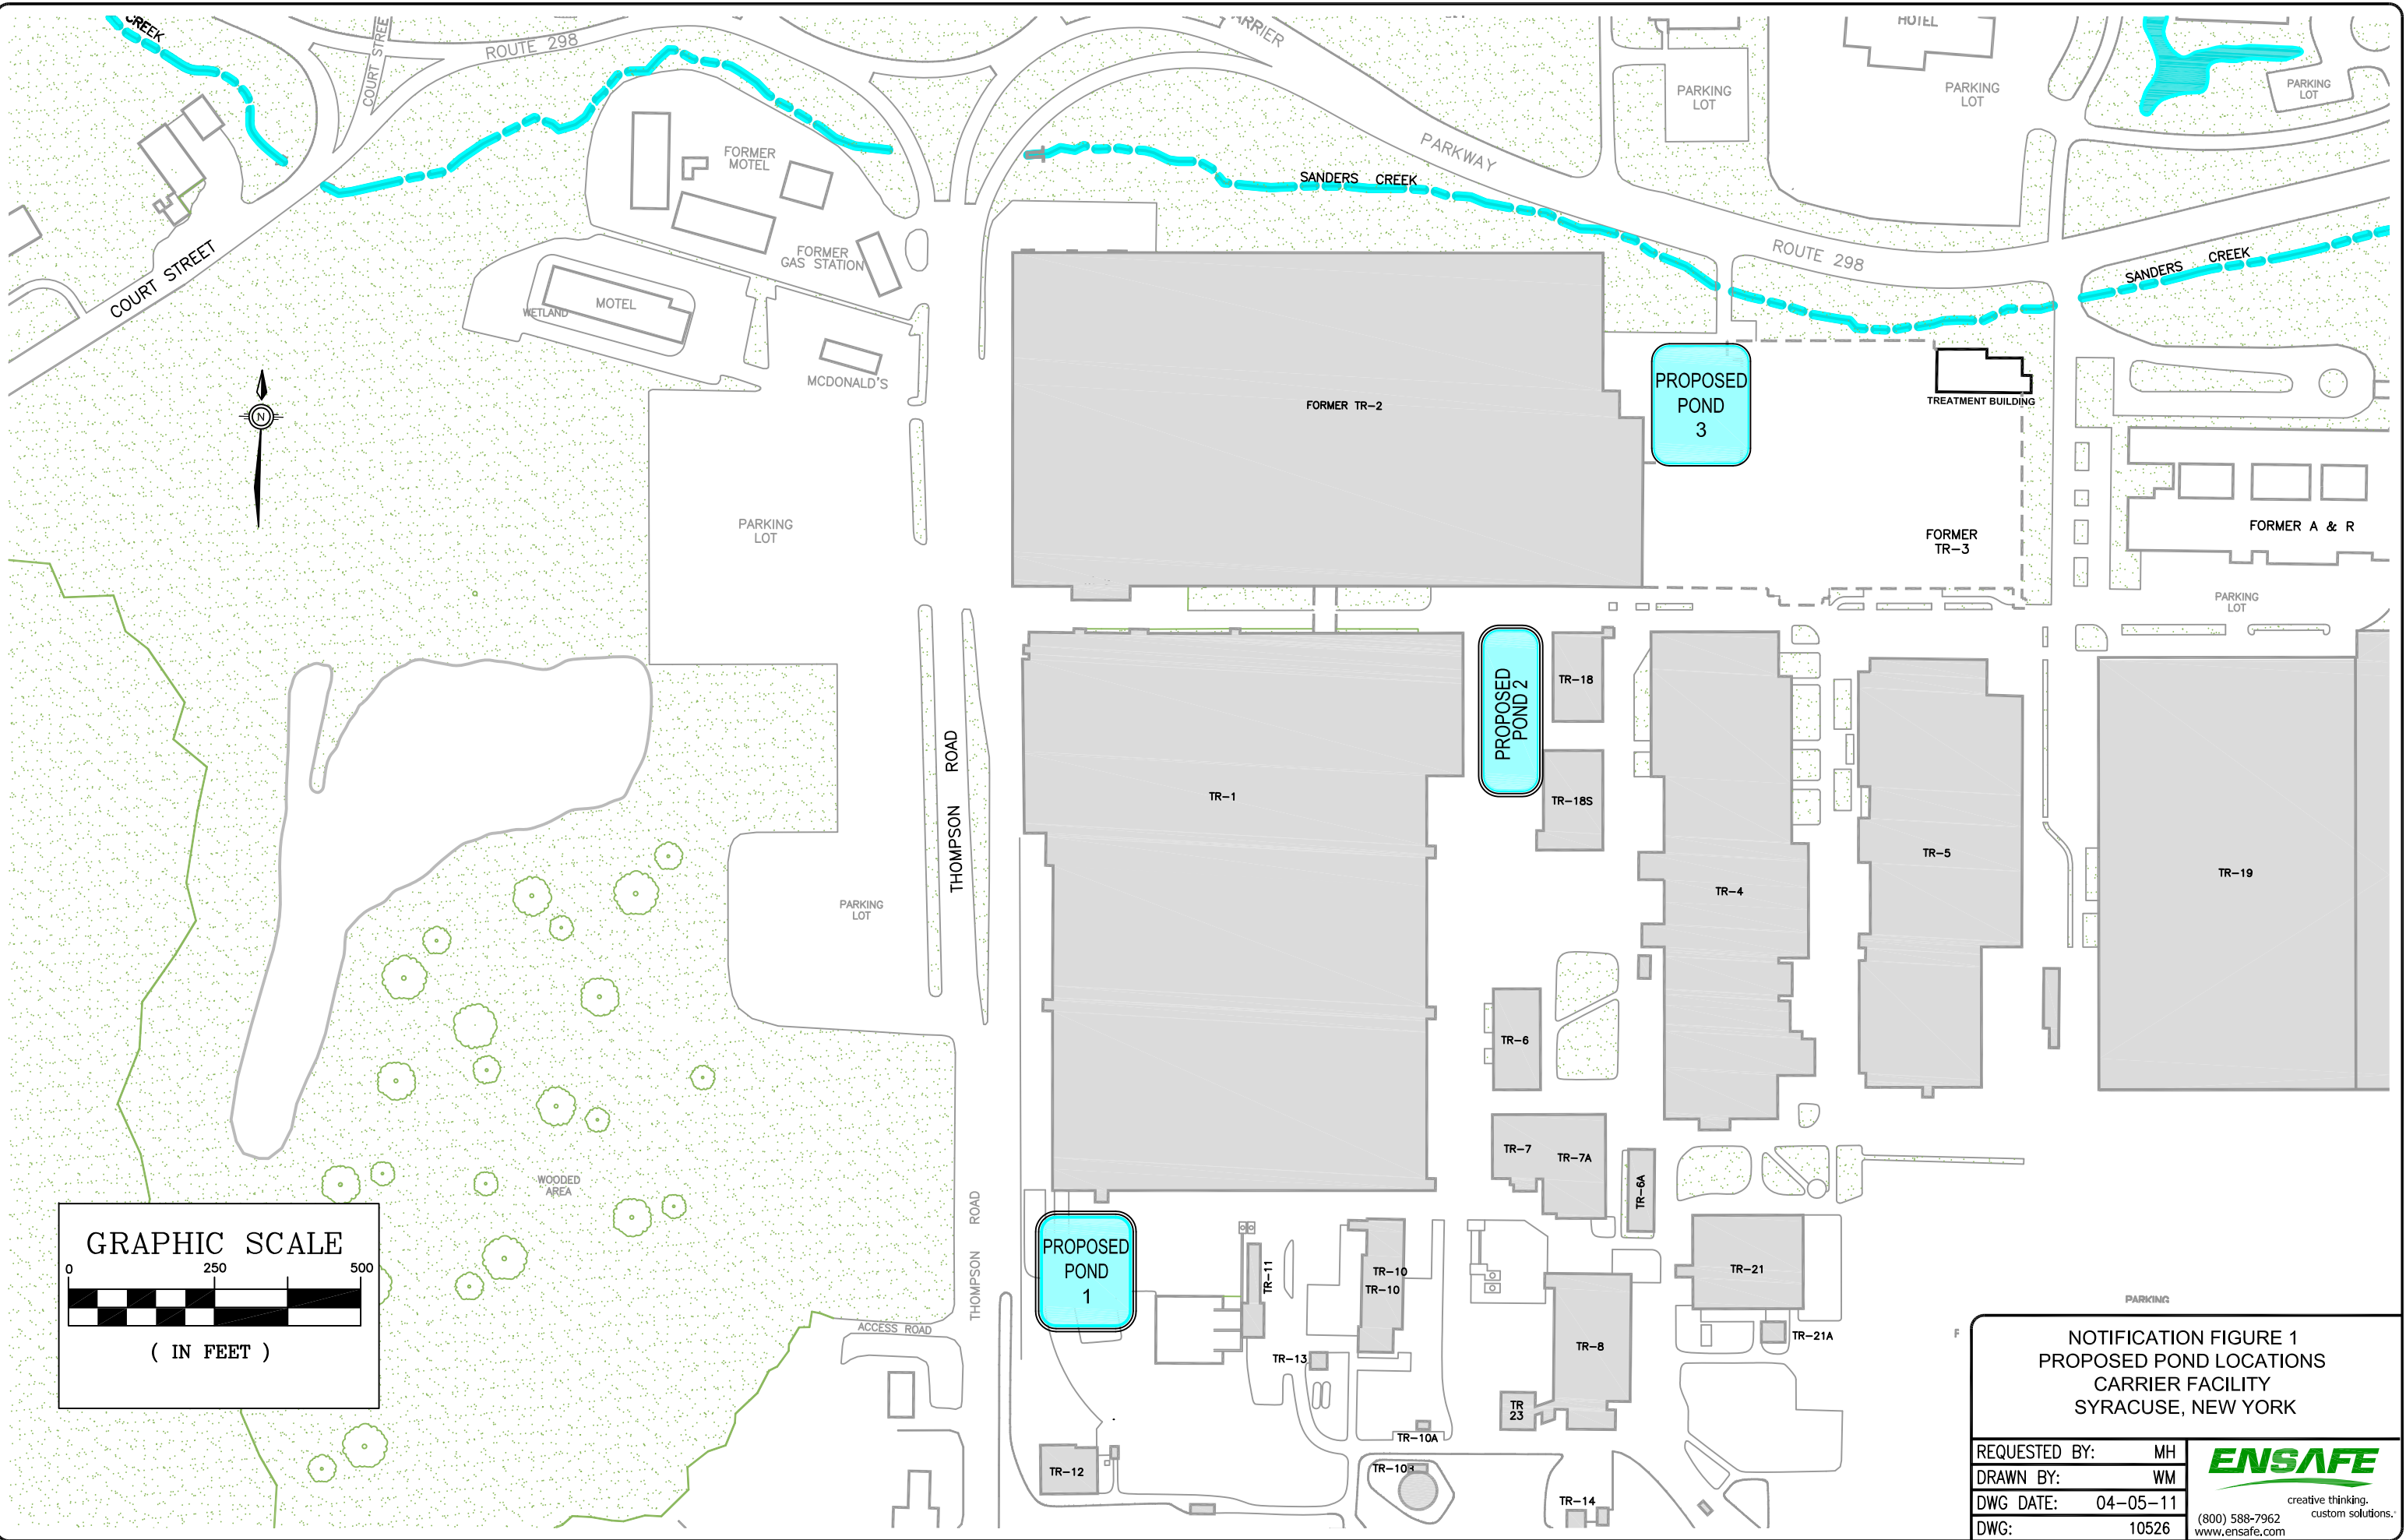 CREEK
COURT STREE
ROUTE 298
ARRIER
PARKWAY
HOTEL
PARKING
LOT
PARKING
LOT
PARKING
LOT
FORMER
MOTEL
SANDERS CREEK
ROUTE 298
SANDERS CREEK
COURT STREET
FORMER
GAS STATION
MOTEL
WETLAND
MCDONALD'S
N
FORMER TR-2
PROPOSED
POND
3
TREATMENT BUILDING
PARKING
LOT
FORMER
TR-3
FORMER A & R
PARKING
LOT
PROPOSED
POND 2
TR-18
TR-18S
TR-1
THOMPSON ROAD
TR-4
TR-5
TR-19
PARKING
LOT
TR-6
TR-7
TR-7A
TR-6A
WOODED
AREA
THOMPSON ROAD
PROPOSED
POND
1
TR-11
TR-10
TR-10
TR-21
TR-21A
TR-8
TR-13
TR
23
TR-10A
TR-10B
TR-12
TR-14
ACCESS ROAD
PARKING
GRAPHIC SCALE
0 250 500
( IN FEET )
NOTIFICATION FIGURE 1
PROPOSED POND LOCATIONS
CARRIER FACILITY
SYRACUSE, NEW YORK
REQUESTED BY: MH
DRAWN BY: WM
DWG DATE: 04-05-11
DWG: 10526
ENSAFE
creative thinking.
custom solutions.
(800) 588-7962
www.ensafe.com